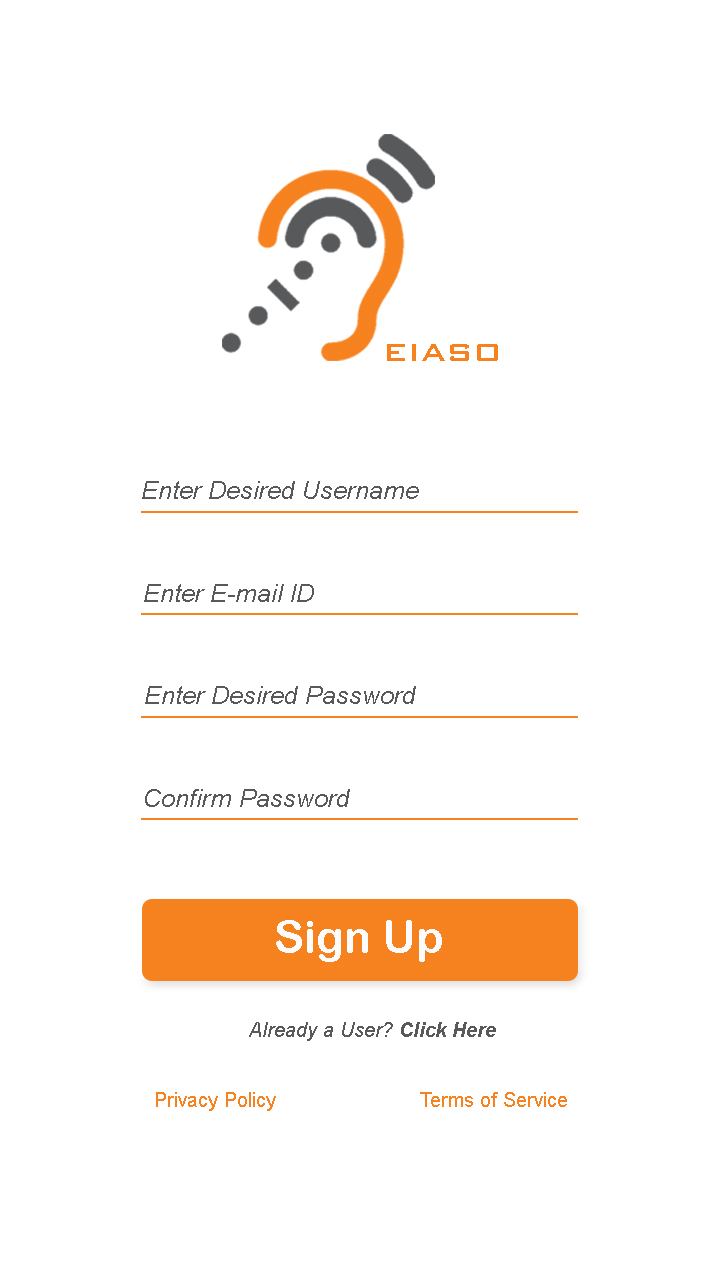 EIASO
Enter Desired Username
Enter E-mail ID
Enter Desired Password
Confirm Password
Sign Up
Already a User? Click Here
Privacy Policy
Terms of Service